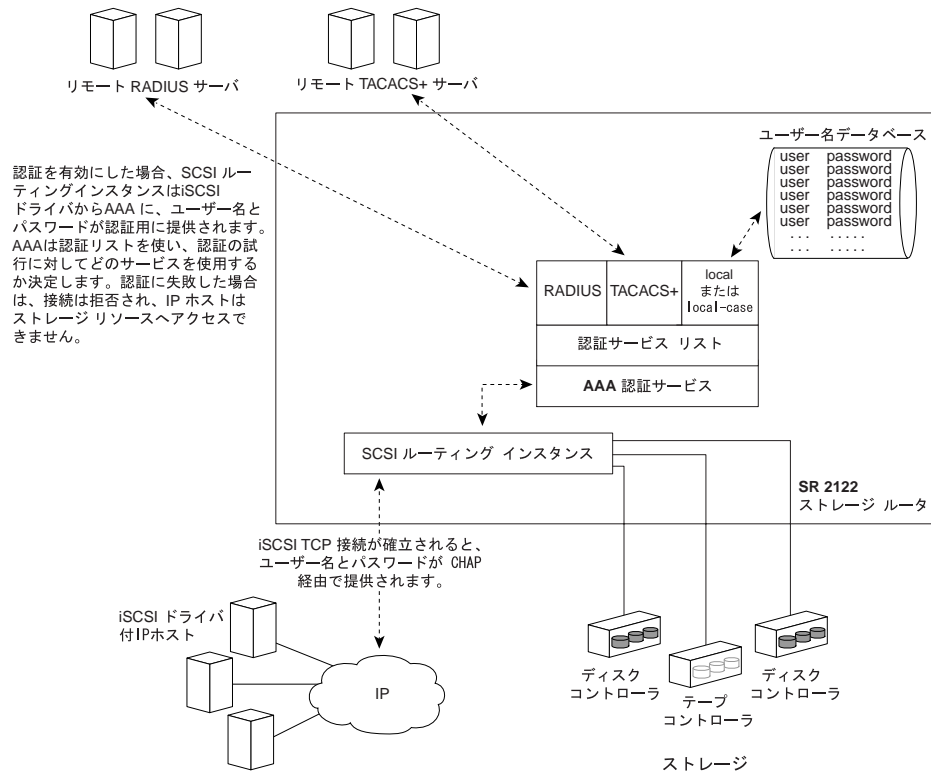 リモート RADIUS サーバ
リモート TACACS+ サーバ
認証を有効にした場合、SCSI ルー
ティングインスタンスはiSCSI
ドライバからAAA に、ユーザー名と
パスワードが認証用に提供されます。
AAAは認証リストを使い、認証の試
行に対してどのサービスを使用する
か決定します。認証に失敗した場合
は、接続は拒否され、IP ホストは
ストレージ リソースへアクセスで
きません。
ユーザー名データベース
user password
user password
user password
user password
user password
user password
... .....
... .....
RADIUS
TACACS+
local
または
local-case
認証サービス リスト
AAA 認証サービス
SCSI ルーティング インスタンス
SR 2122
ストレージ ルータ
iSCSI TCP 接続が確立されると、
ユーザー名とパスワードが CHAP
経由で提供されます。
iSCSI ドライバ
付IPホスト
IP
ディスク
コントローラ
テープ
コントローラ
ディスク
コントローラ
ストレージ